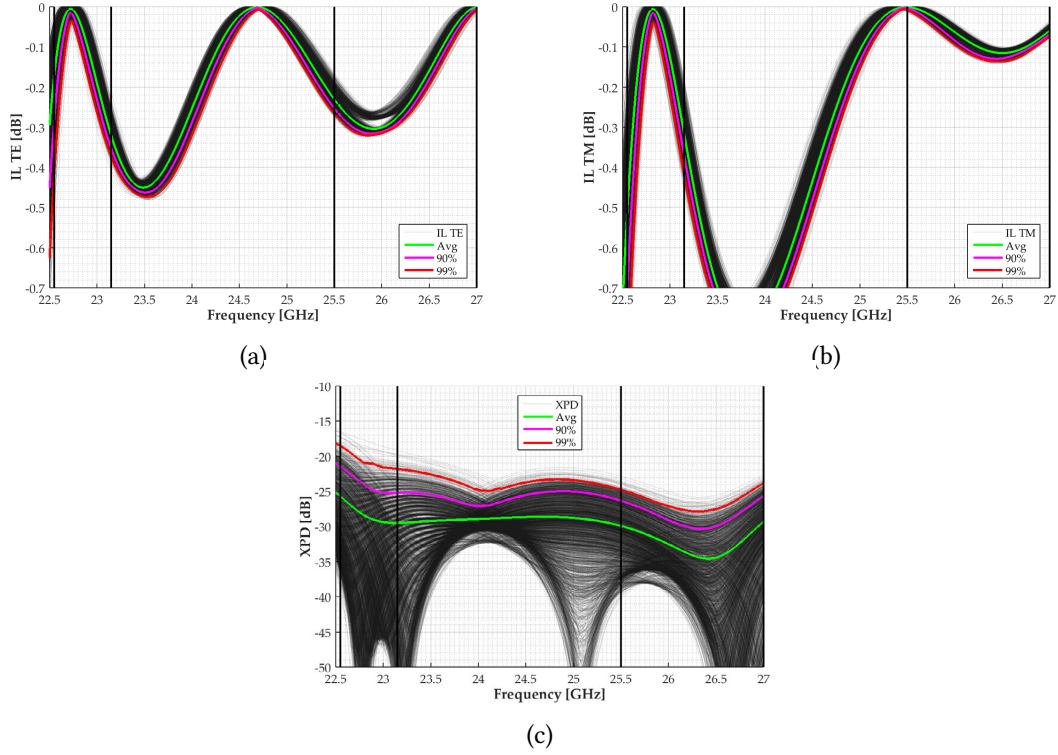 0
-0.1
-0.2
-0.3
-0.4
-0.5
-0.6
-0.7
IL TE [dB]
22.5 23 23.5 24 24.5 25 25.5 26 26.5 27
Frequency [GHz]
IL TE
Avg
90%
99%
(a)
0
-0.1
-0.2
-0.3
-0.4
-0.5
-0.6
-0.7
IL TM [dB]
22.5 23 23.5 24 24.5 25 25.5 26 26.5 27
Frequency [GHz]
IL TM
Avg
90%
99%
(b)
-10
-15
-20
-25
-30
-35
-40
-45
-50
XPD [dB]
22.5 23 23.5 24 24.5 25 25.5 26 26.5 27
Frequency [GHz]
XPD
Avg
90%
99%
(c)